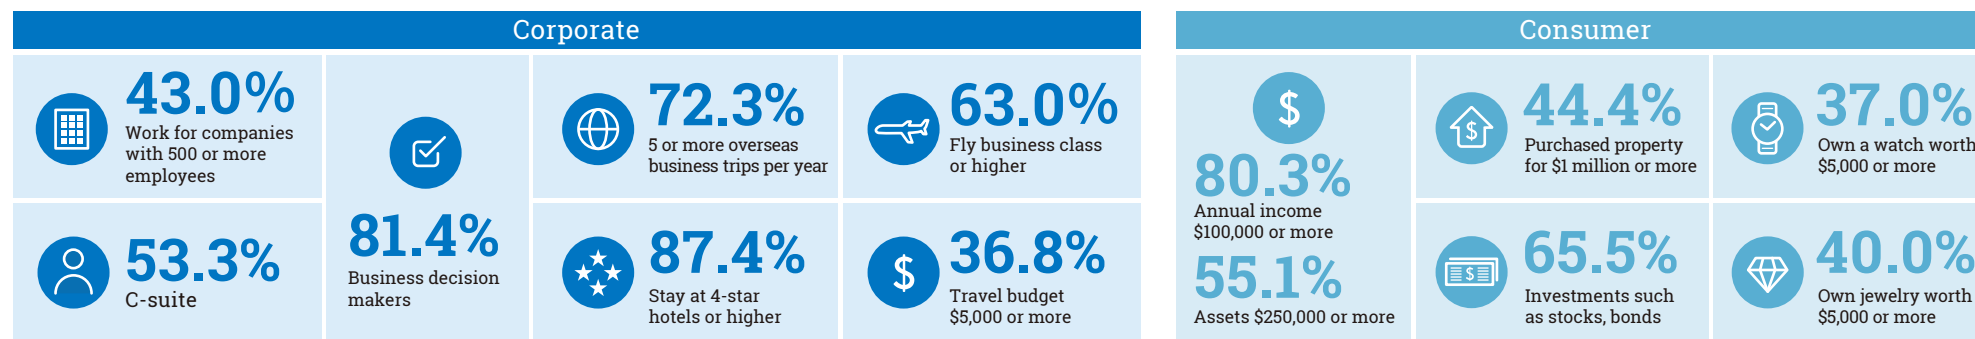 Corporate
43.0%
Work for companies
with 500 or more
employees
53.3%
C-suite
81.4%
Business decision
makers
72.3%
5 or more overseas
business trips per year
87.4%
Stay at 4-star
hotels or higher
63.0%
Fly business class
or higher
$
36.8%
Travel budget
$5,000 or more
Consumer
$
80.3%
Annual income
$100,000 or more
55.1%
Assets $250,000 or more
$
44.4%
Purchased property
for $1 million or more
$
65.5%
Investments such
as stocks, bonds
37.0%
Own a watch worth
$5,000 or more
40.0%
Own jewelry worth
$5,000 or more